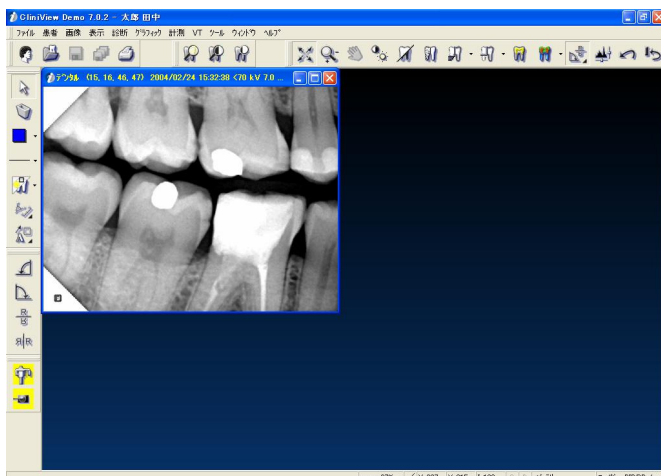 CliniView Demo 7.0.2 - 太郎 田中
ファイル 患者 画像 表示 診断 グラフィック 計測 VT ツール ウィンドウ ヘルプ
デンタル (15, 16, 46, 47) 2004/02/24 15:32:38 <70 kV 7.0 ...
R
R
R|R